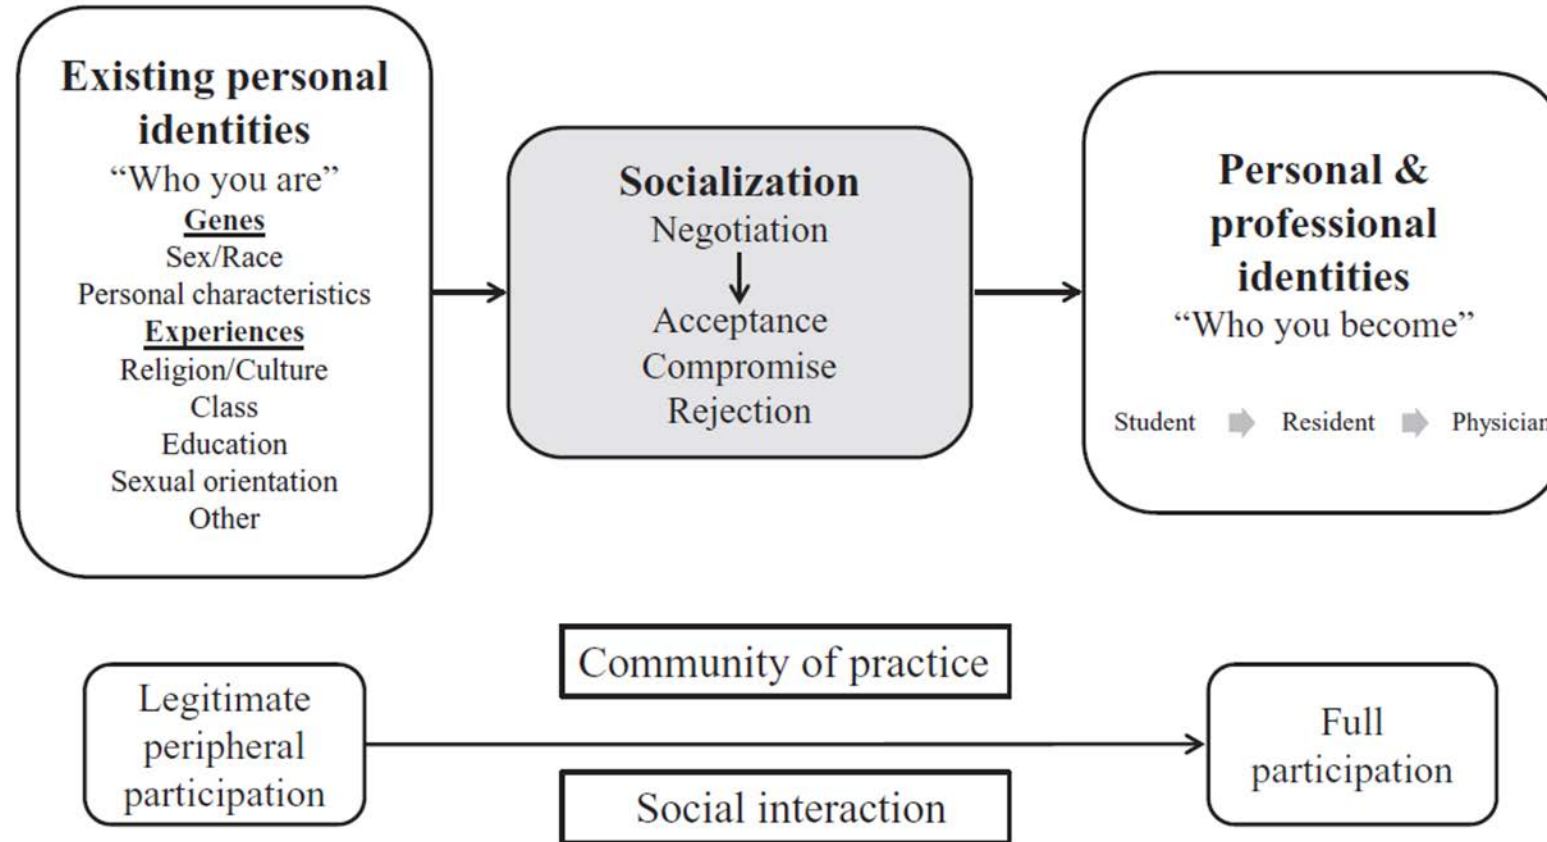 Existing personal
identities
“Who you are”
Genes
Sex/Race
Personal characteristics
Experiences
Religion/Culture
Class
Education
Sexual orientation
Other
Socialization
Negotiation
Acceptance
Compromise
Rejection
Personal &
professional
identities
“Who you become”
Student Resident Physician
Legitimate
peripheral
participation
Community of practice
Social interaction
Full
participation